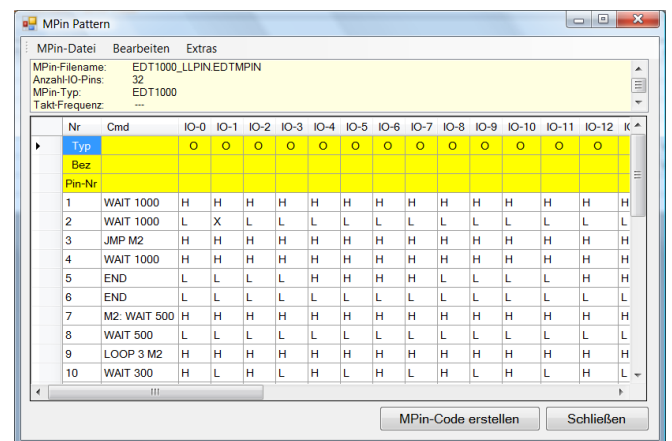 MPin Pattern
MPin-Datei Bearbeiten Extras
MPin-Filename: EDT1000_LLPIN.EDTMPIN
Anzahl-IO-Pins: 32
MPin-Typ: EDT1000
Takt-Frequenz: ---
Nr Cmd IO-0 IO-1 IO-2 IO-3 IO-4 IO-5 IO-6 IO-7 IO-8 IO-9 IO-10 IO-11 IO-12
Typ O O O O O O O O O O O O O
Bez
Pin-Nr
1 WAIT 1000 H H H H H H H H H H H H H H
2 WAIT 1000 L X L L L L L L L L L L L L
3 JMP M2 H H H H H H H H H H H H H H
4 WAIT 1000 H H H H H H H H H H H H H H
5 END L L L L H H H H L L L L H H
6 END L L L L L L L L L L L L L L
7 M2: WAIT 500 H H H H H H H H H H H H H H
8 WAIT 500 L L L L L L L L L L L L L L
9 LOOP 3 M2 H H H H H H H H H H H H H H
10 WAIT 300 H L H L H L H L H L H L H L
MPin-Code erstellen Schließen